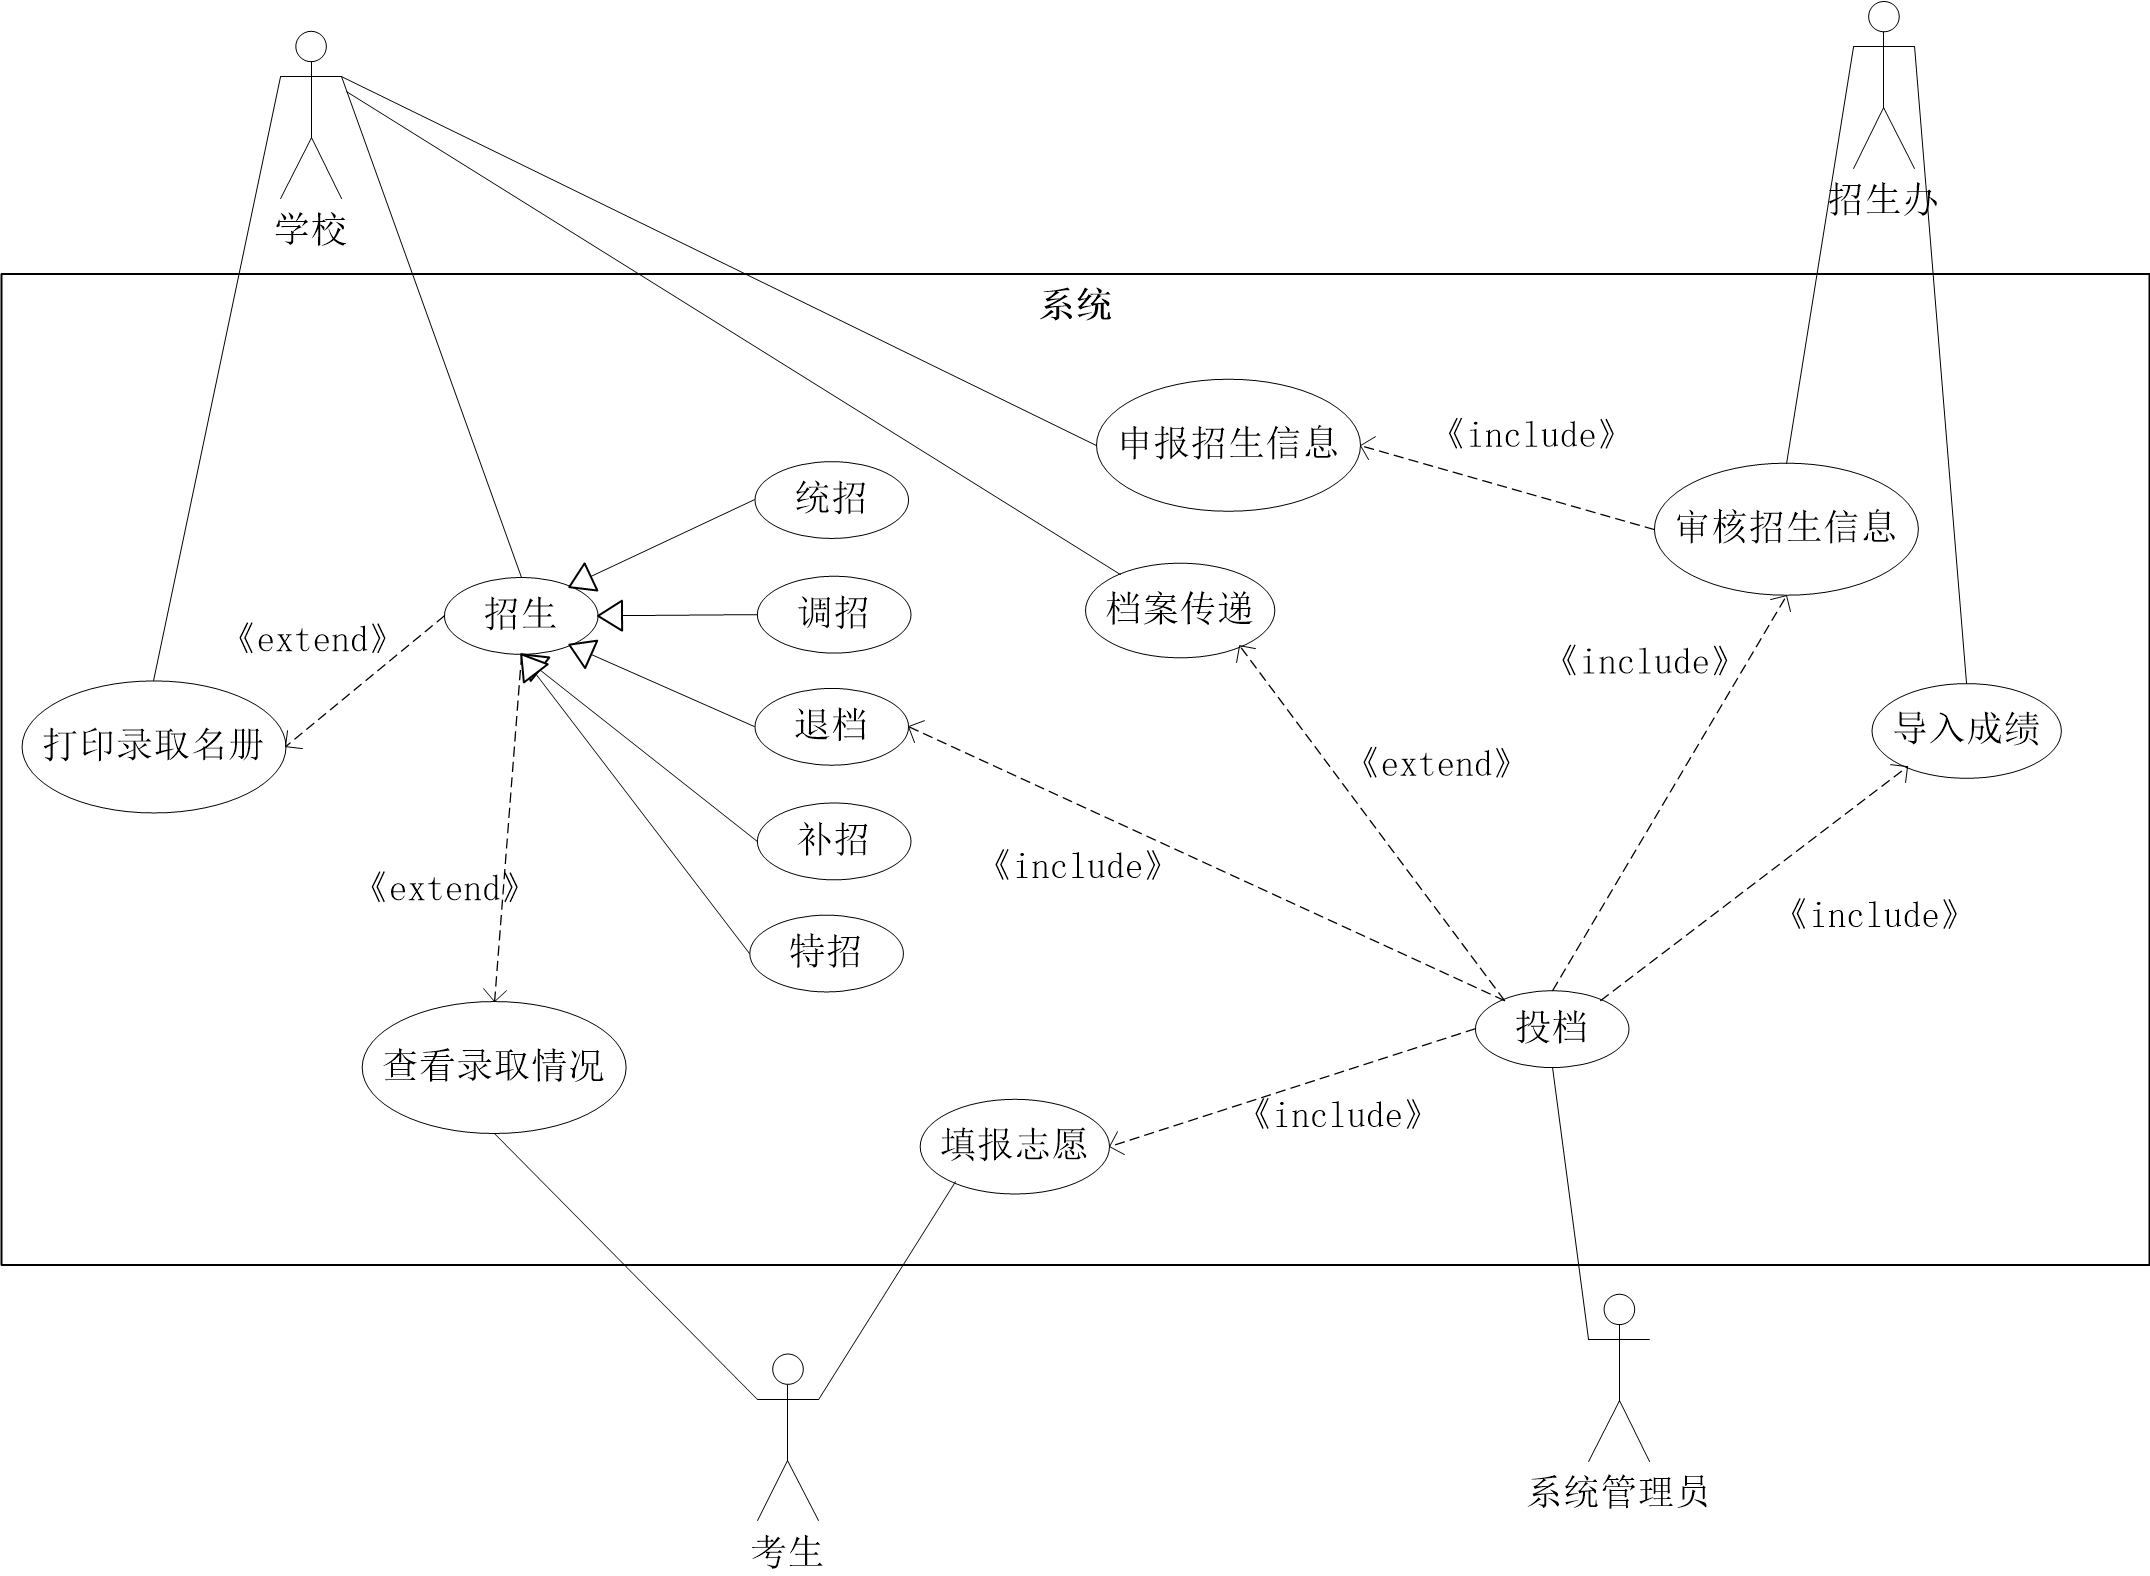 招生办
学校
系统
申报招生信息
《include》
统招
审核招生信息
调招
招生
档案传递
《extend》
《include》
退档
导入成绩
打印录取名册
《extend》
补招
《include》
《extend》
《include》
特招
投档
查看录取情况
《include》
填报志愿
系统管理员
考生